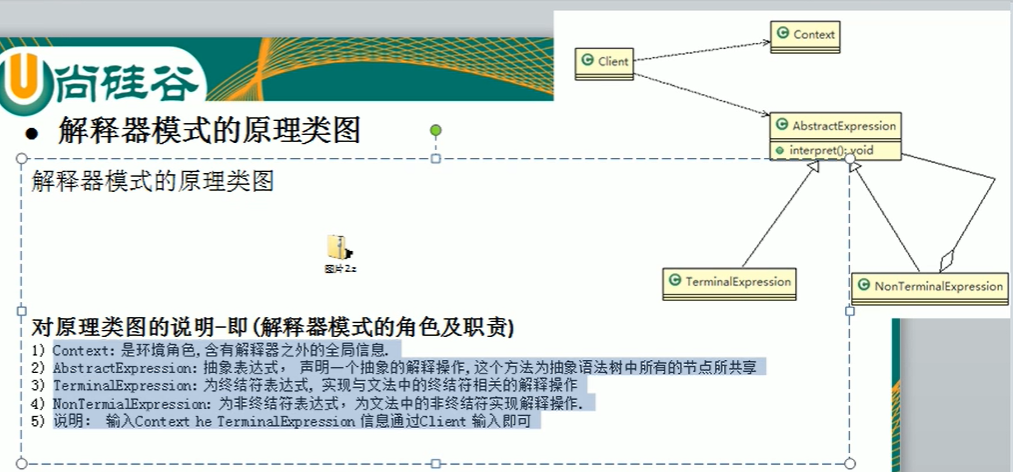 尚硅谷
Context
Client
AbstractExpression
interpret(): void
TerminalExpression
NonTerminalExpression
● 解释器模式的原理类图
解释器模式的原理类图
图片2.z
对原理类图的说明-即(解释器模式的角色及职责)
1) Context: 是环境角色,含有解释器之外的全局信息.
2) AbstractExpression: 抽象表达式， 声明一个抽象的解释操作,这个方法为抽象语法树中所有的节点所共享
3) TerminalExpression: 为终结符表达式, 实现与文法中的终结符相关的解释操作
4) NonTermialExpression: 为非终结符表达式，为文法中的非终结符实现解释操作.
5) 说明： 输入Context he TerminalExpression 信息通过Client 输入即可